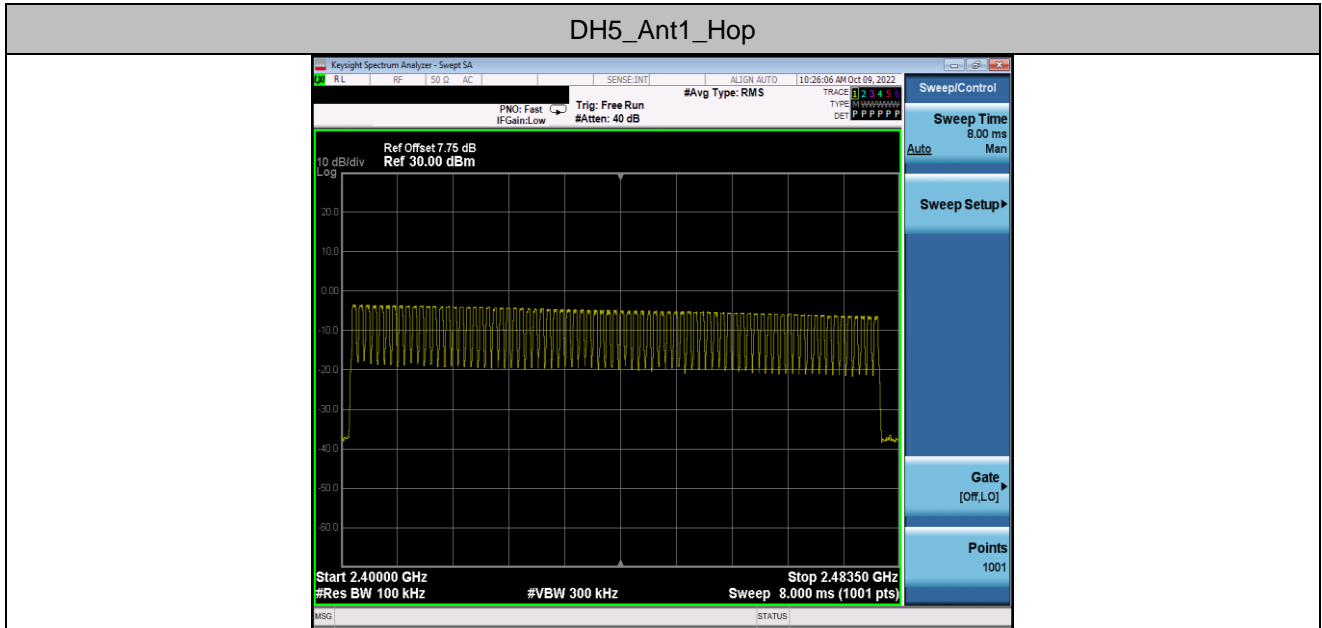 DH5_Ant1_Hop
Keysight Spectrum Analyzer - Swept SA
RL RF 50 Ω AC SENSE:INT ALIGN AUTO 10:26:06 AM Oct 09, 2022
#Avg Type: RMS
TRACE 1 2 3 4 5 6
PNO: Fast Trig: Free Run
TYPE M WWWWW
IFGain:Low #Atten: 40 dB
DET P P P P P P
Sweep/Control
Sweep Time
8.00 ms
Auto Man
Ref Offset 7.75 dB
10 dB/div Ref 30.00 dBm
Log
20.0
10.0
0.00
-10.0
-20.0
-30.0
-40.0
-50.0
-60.0
Sweep Setup
Gate
[Off,LO]
Points
1001
Start 2.40000 GHz Stop 2.48350 GHz
#Res BW 100 kHz #VBW 300 kHz Sweep 8.000 ms (1001 pts)
MSG STATUS